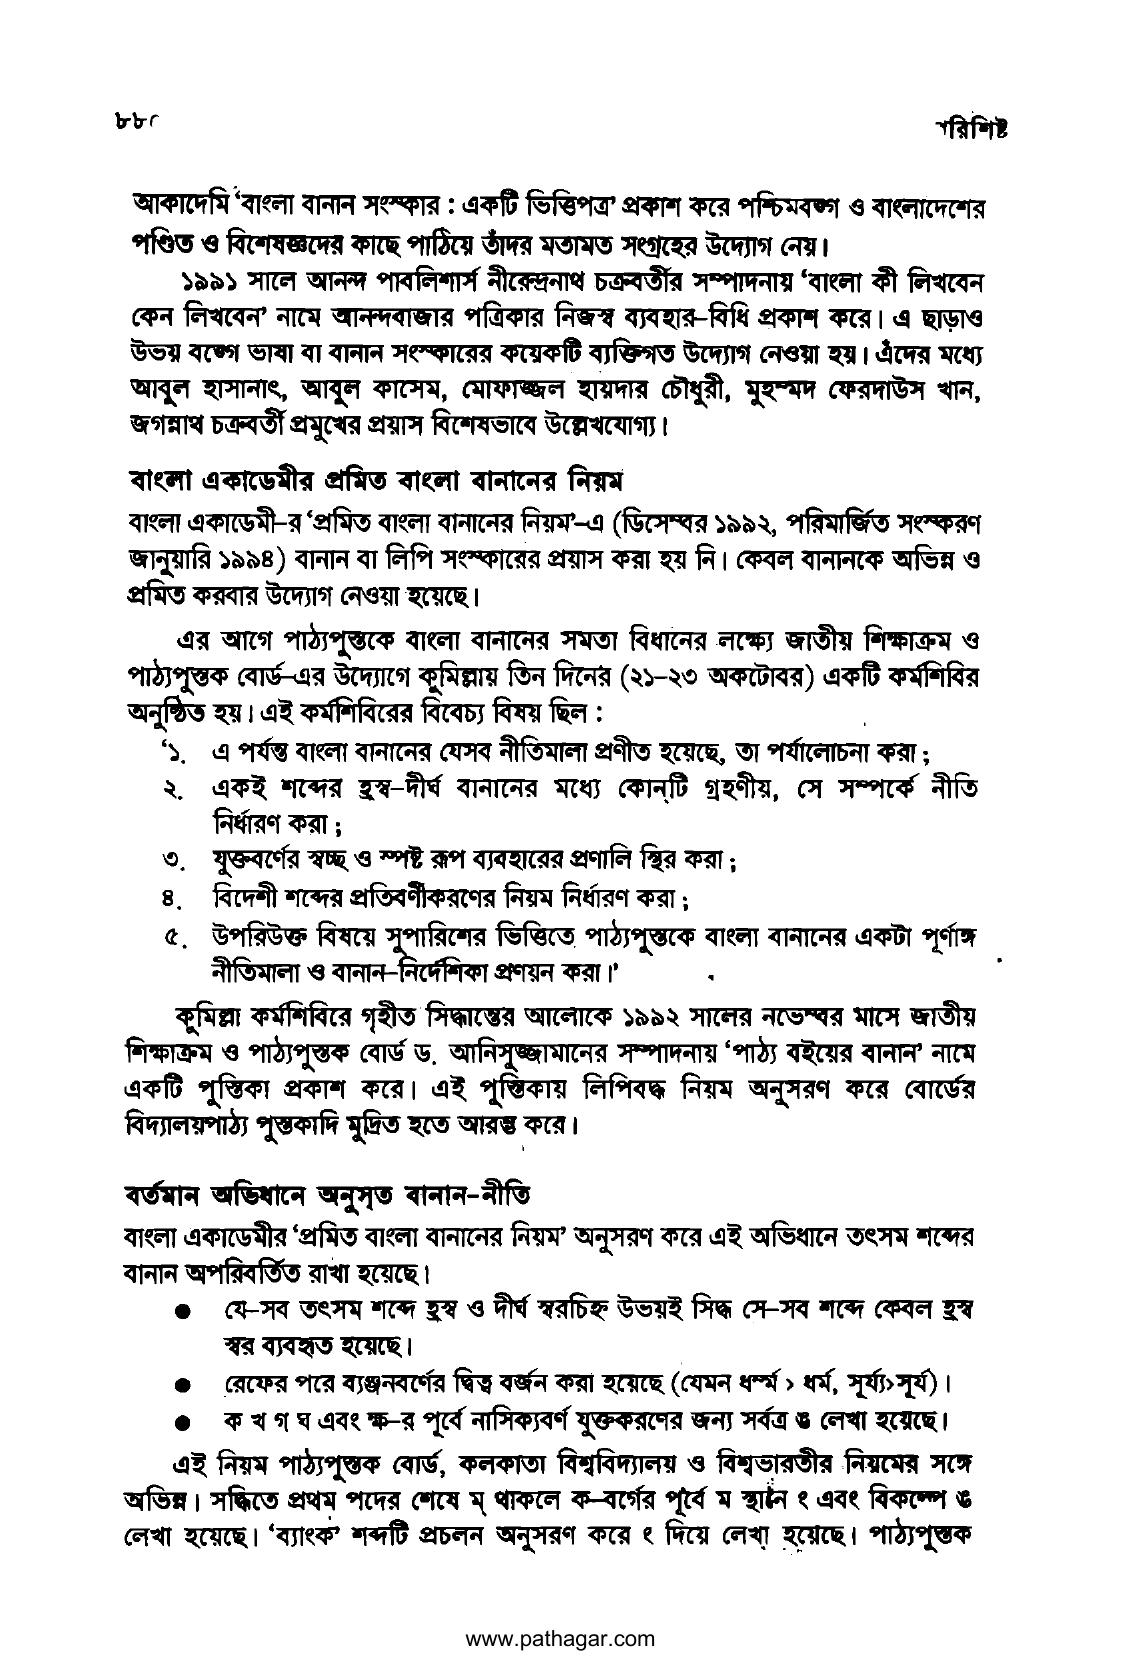 পরিশিষ্ট
আকাদেমি ‘বাংলা বানান সংস্কার : একটি ভিত্তিপত্র’ প্রকাশ করে পশ্চিমবঙ্গ ও বাংলাদেশের
পণ্ডিত ও বিশেষজ্ঞদের কাছে পাঠিয়ে তাঁদর মতামত সংগ্রহের উদ্যোগ নেয়।
১৯৯১ সালে আনন্দ পাবলিশার্স নীরেন্দ্রনাথ চক্রবর্তীর সম্পাদনায় ‘বাংলা কী লিখবেন
কেন লিখবেন’ নামে আনন্দবাজার পত্রিকার নিজস্ব ব্যবহার-বিধি প্রকাশ করে। এ ছাড়াও
উভয় বঙ্গে ভাষা বা বানান সংস্কারের কয়েকটি ব্যক্তিগত উদ্যোগ নেওয়া হয়। এঁদের মধ্যে
আবুল হাসানাৎ, আবুল কাসেম, মোফাজ্জল হায়দার চৌধুরী, মুহম্মদ ফেরদাউস খান,
জগন্নাথ চক্রবর্তী প্রমুখের প্রয়াস বিশেষভাবে উল্লেখযোগ্য।
বাংলা একাডেমীর প্রমিত বাংলা বানানের নিয়ম
বাংলা একাডেমী-র ‘প্রমিত বাংলা বানানের নিয়ম’-এ (ডিসেম্বর ১৯৯২, পরিমার্জিত সংস্করণ
জানুয়ারি ১৯৯৪) বানান বা লিপি সংস্কারের প্রয়াস করা হয় নি। কেবল বানানকে অভিন্ন ও
প্রমিত করবার উদ্যোগ নেওয়া হয়েছে।
এর আগে পাঠ্যপুস্তকে বাংলা বানানের সমতা বিধানের লক্ষ্যে জাতীয় শিক্ষাক্রম ও
পাঠ্যপুস্তক বোর্ড-এর উদ্যোগে কুমিল্লায় তিন দিনের (২১-২৩ অকটোবর) একটি কর্মশিবির
অনুষ্ঠিত হয়। এই কর্মশিবিরের বিবেচ্য বিষয় ছিল :
‘১. এ পর্যন্ত বাংলা বানানের যেসব নীতিমালা প্রণীত হয়েছে, তা পর্যালোচনা করা ;
২. একই শব্দের হ্রস্ব-দীর্ঘ বানানের মধ্যে কোন্‌টি গ্রহণীয়, সে সম্পর্কে নীতি
নির্ধারণ করা ;
৩. যুক্তবর্ণের স্বচ্ছ ও স্পষ্ট রূপ ব্যবহারের প্রণালি স্থির করা ;
৪. বিদেশী শব্দের প্রতিবর্ণীকরণের নিয়ম নির্ধারণ করা ;
৫. উপরিউক্ত বিষয়ে সুপারিশের ভিত্তিতে পাঠ্যপুস্তকে বাংলা বানানের একটা পূর্ণাঙ্গ
নীতিমালা ও বানান-নির্দেশিকা প্রণয়ন করা।’
কুমিল্লা কর্মশিবিরে গৃহীত সিদ্ধান্তের আলোকে ১৯৯২ সালের নভেম্বর মাসে জাতীয়
শিক্ষাক্রম ও পাঠ্যপুস্তক বোর্ড ড. আনিসুজ্জামানের সম্পাদনায় ‘পাঠ্য বইয়ের বানান’ নামে
একটি পুস্তিকা প্রকাশ করে। এই পুস্তিকায় লিপিবদ্ধ নিয়ম অনুসরণ করে বোর্ডের
বিদ্যালয়পাঠ্য পুস্তকাদি মুদ্রিত হতে আরম্ভ করে।
বর্তমান অভিধানে অনুসৃত বানান-নীতি
বাংলা একাডেমীর ‘প্রমিত বাংলা বানানের নিয়ম’ অনুসরণ করে এই অভিধানে তৎসম শব্দের
বানান অপরিবর্তিত রাখা হয়েছে।
● যে-সব তৎসম শব্দে হ্রস্ব ও দীর্ঘ স্বরচিহ্ন উভয়ই সিদ্ধ সে-সব শব্দে কেবল হ্রস্ব
স্বর ব্যবহৃত হয়েছে।
● রেফের পরে ব্যঞ্জনবর্ণের দ্বিত্ব বর্জন করা হয়েছে (যেমন ধর্ম্ম > ধর্ম, সূর্য্য>সূর্য)।
● ক খ গ ঘ এবং ক্ষ-র পূর্বে নাসিক্যবর্ণ যুক্তকরণের জন্য সর্বত্র ঙ লেখা হয়েছে।
এই নিয়ম পাঠ্যপুস্তক বোর্ড, কলকাতা বিশ্ববিদ্যালয় ও বিশ্বভারতীর নিয়মের সঙ্গে
অভিন্ন। সন্ধিতে প্রথম পদের শেষে ম্ থাকলে ক-বর্গের পূর্বে ম স্থানে ং এবং বিকল্পে ঙ
লেখা হয়েছে। ‘ব্যাংক’ শব্দটি প্রচলন অনুসরণ করে ং দিয়ে লেখা হয়েছে। পাঠ্যপুস্তক
www.pathagar.com